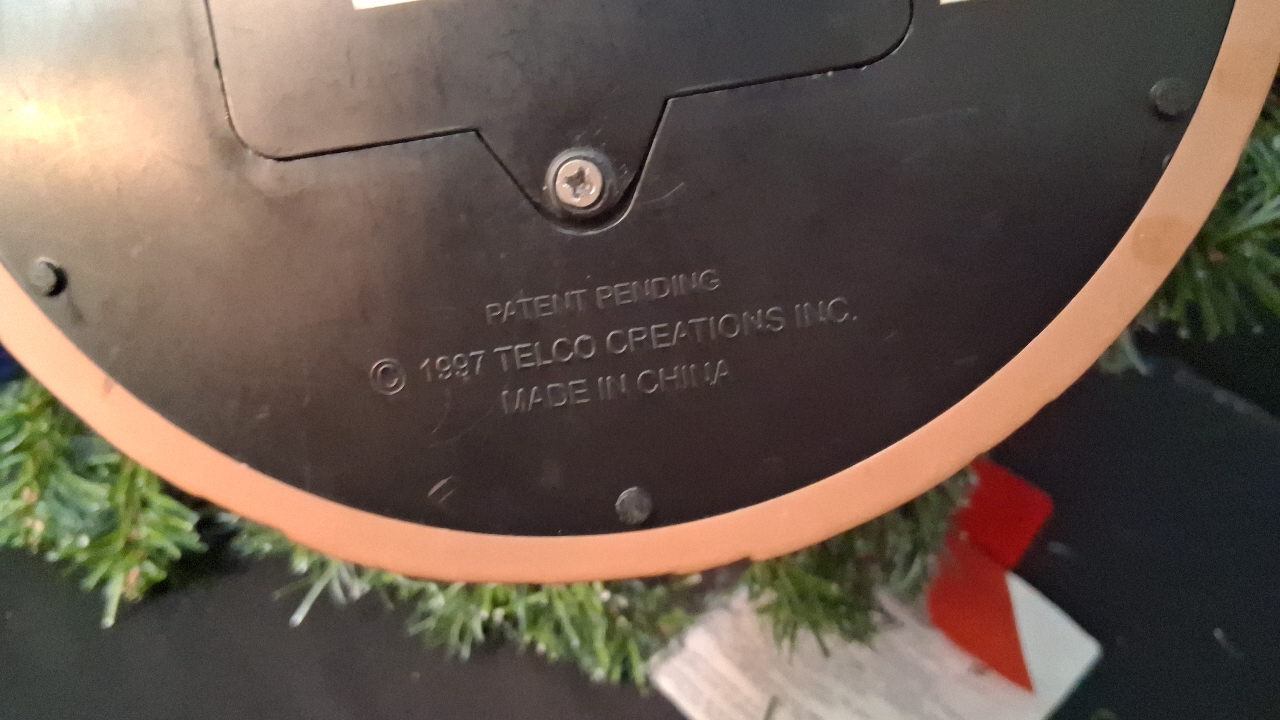 PATENT PENDING
© 1997 TELCO CREATIONS INC.
MADE IN CHINA